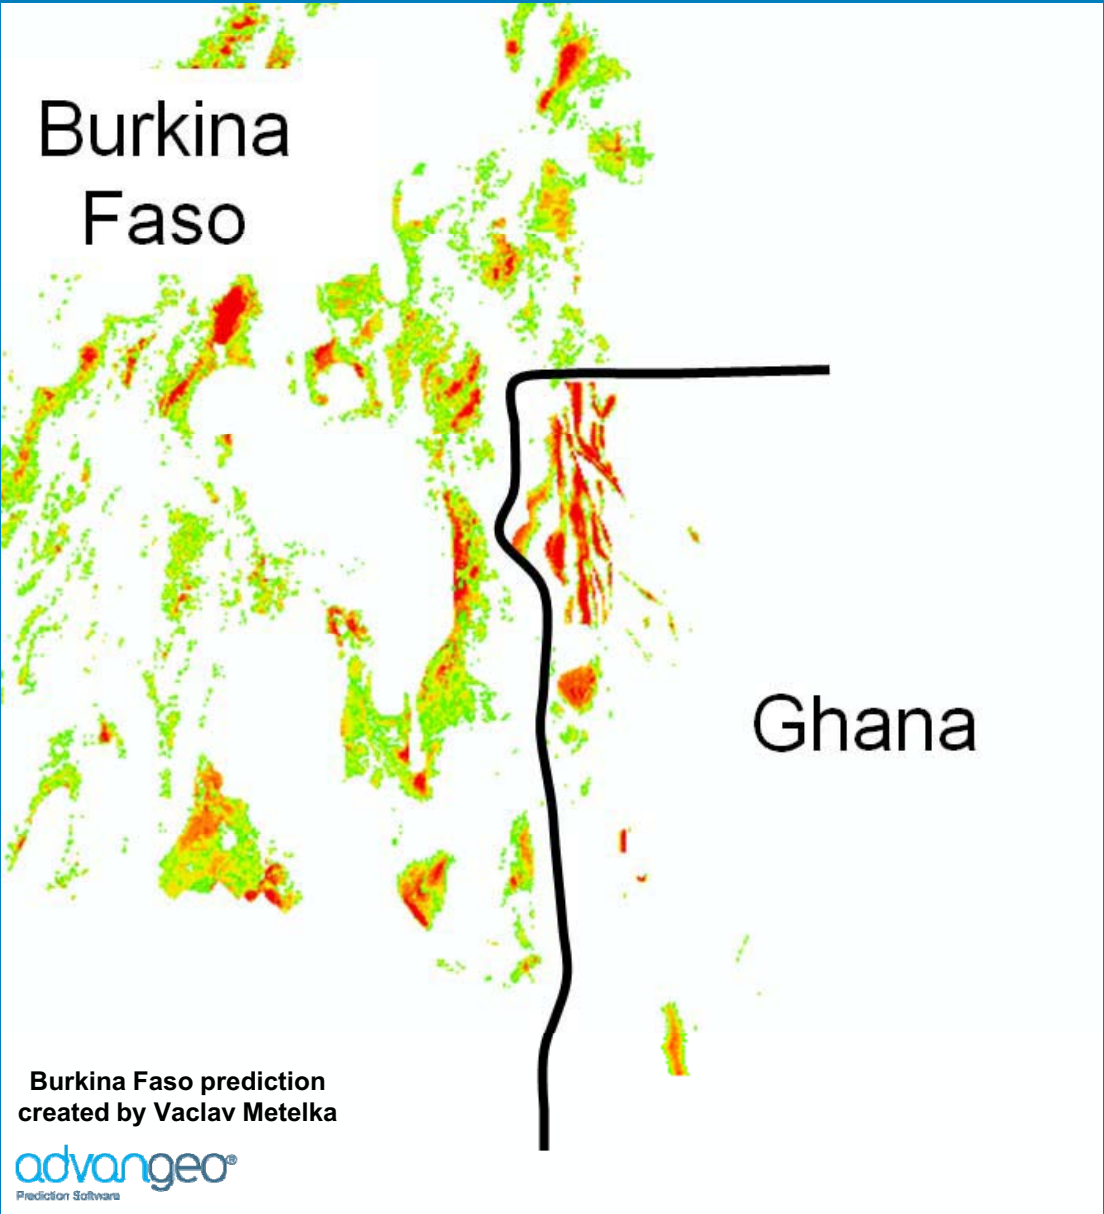 Burkina
Faso
Ghana
Burkina Faso prediction
created by Vaclav Metelka
advangeo®
Prediction Software